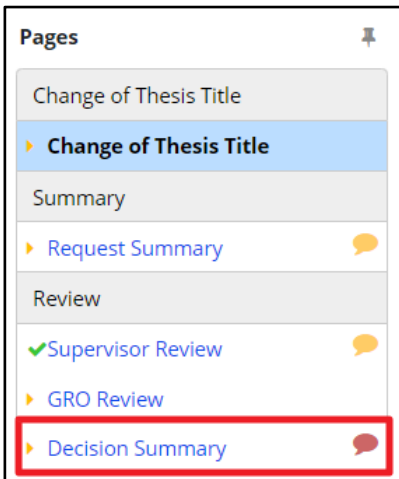 Pages
Change of Thesis Title
Change of Thesis Title
Summary
Request Summary
Review
Supervisor Review
GRO Review
Decision Summary